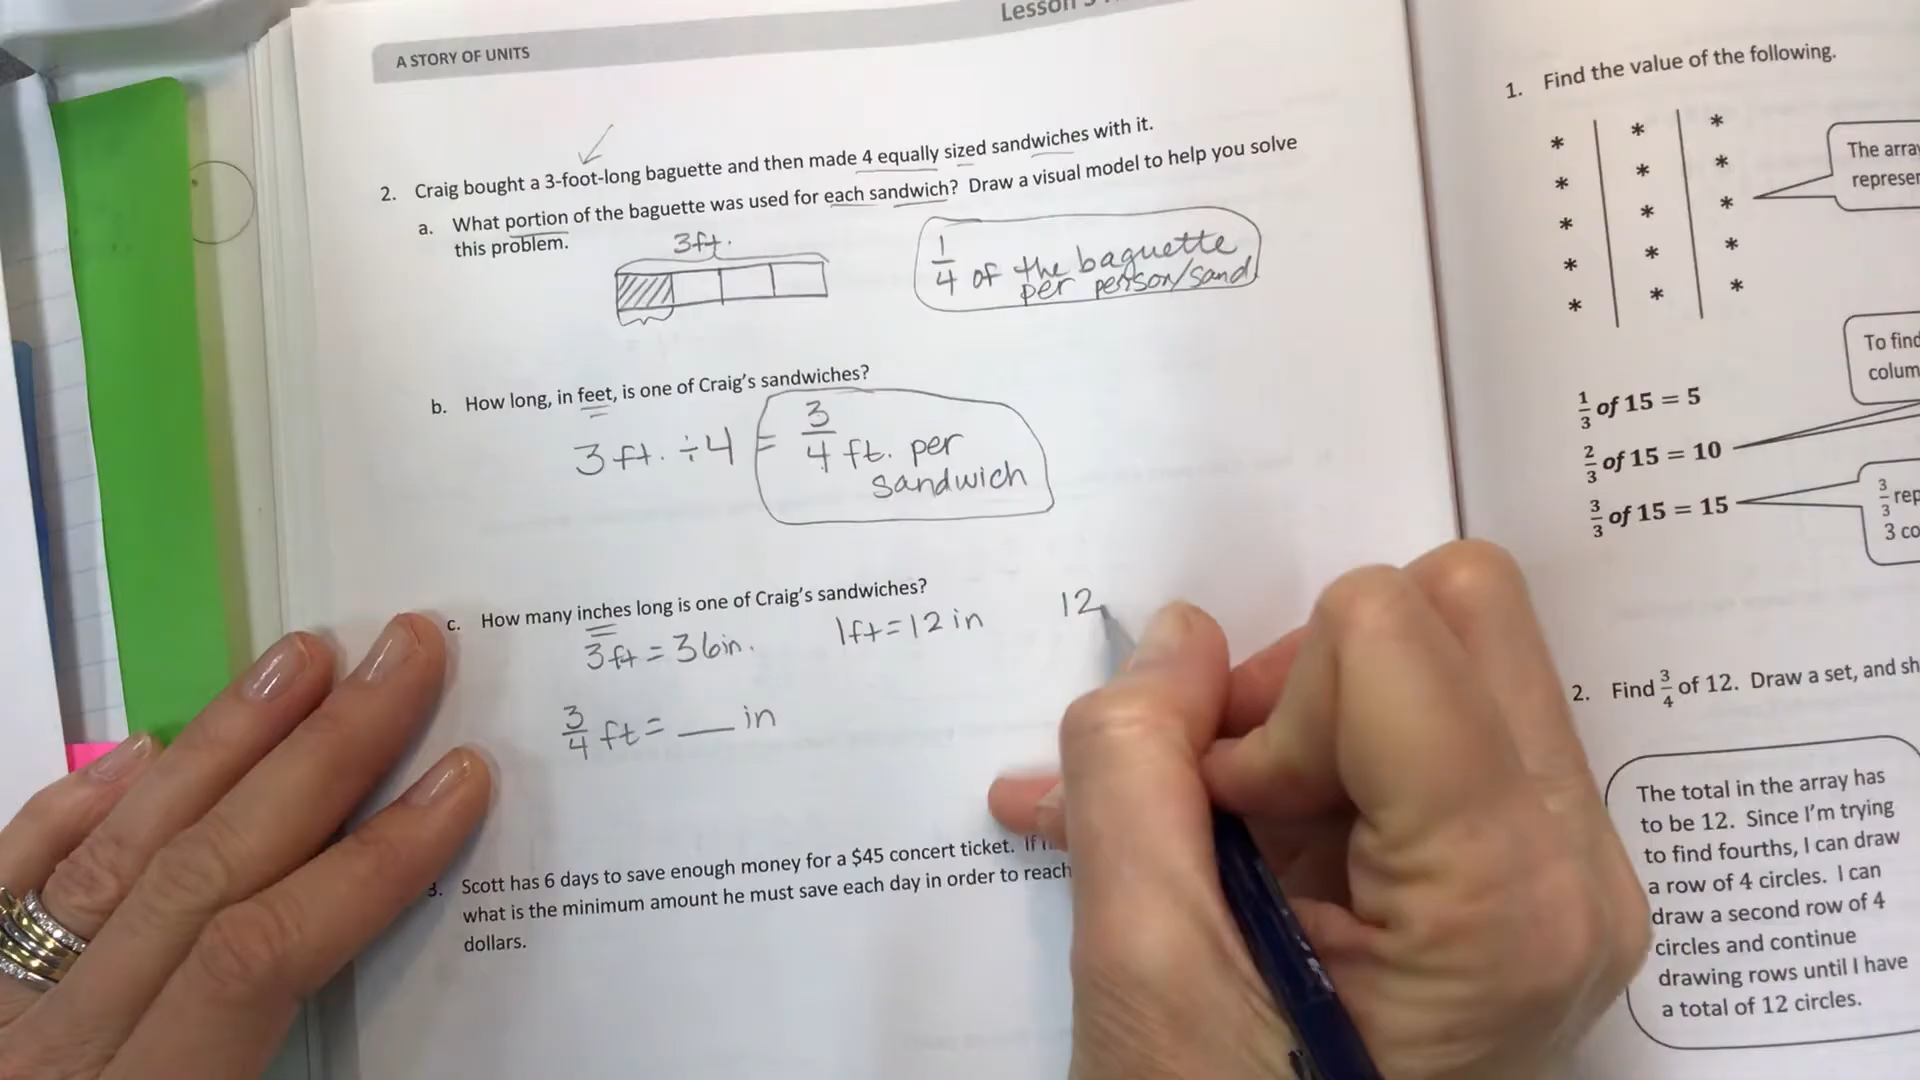 Lesson
A STORY OF UNITS
2. Craig bought a 3-foot-long baguette and then made 4 equally sized sandwiches with it.
a. What portion of the baguette was used for each sandwich? Draw a visual model to help you solve
this problem.
3ft.
1/4 of the baguette
per person/sand
b. How long, in feet, is one of Craig's sandwiches?
3 ft. ÷4 = 3/4 ft. per
sandwich
c. How many inches long is one of Craig's sandwiches?
3ft = 36in. 1ft = 12 in 12
3/4 ft = __ in
3. Scott has 6 days to save enough money for a $45 concert ticket. If
what is the minimum amount he must save each day in order to reach
dollars.
1. Find the value of the following.
* * *
* * *
* * *
* * *
* * *
The
1/3 of 15 = 5
2/3 of 15 = 10
3/3 of 15 = 15
To find
3/3
3
2. Find 3/4 of 12. Draw a set, and
The total in the array has
to be 12. Since I'm trying
to find fourths, I can draw
a row of 4 circles. I can
draw a second row of 4
circles and continue
drawing rows until I have
a total of 12 circles.